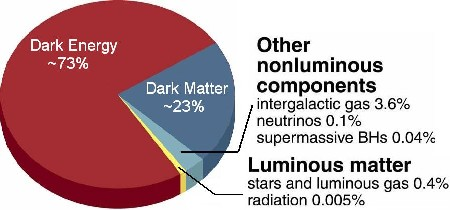 Dark Energy
~73%
Dark Matter
~23%
Other
nonluminous
components
intergalactic gas 3.6%
neutrinos 0.1%
supermassive BHs 0.04%
Luminous matter
stars and luminous gas 0.4%
radiation 0.005%